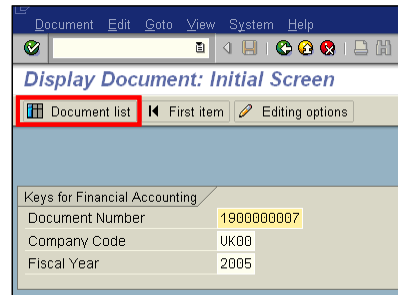 Document Edit Goto View System Help
Display Document: Initial Screen
Document list First item Editing options
Keys for Financial Accounting
Document Number 1900000007
Company Code UK00
Fiscal Year 2005